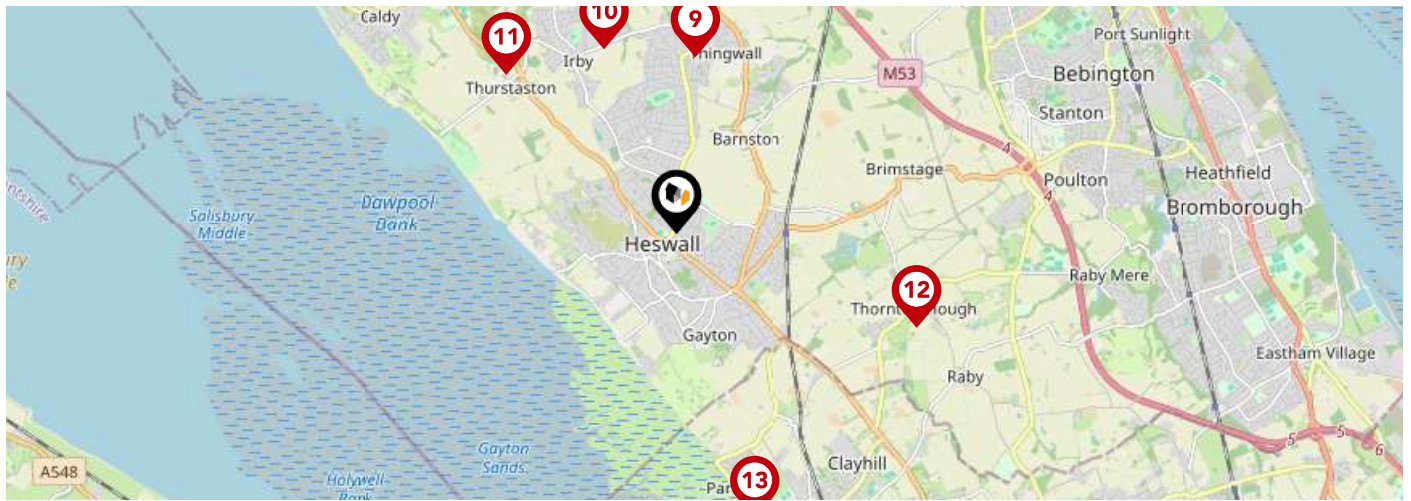 Caldy
10
9
11
Irby
Thurstaston
Port Sunlight
M53
Bebington
Stanton
Barnston
4
Brimstage
Heathfield
Poulton
4
Bromborough
Dawpool
Bank
Salisbury
Middle
Heswall
Raby Mere
12
Gayton
Eastham Village
Raby
5
5
6
Gayton
Sands
A548
Holywell
Bank
Clayhill
13